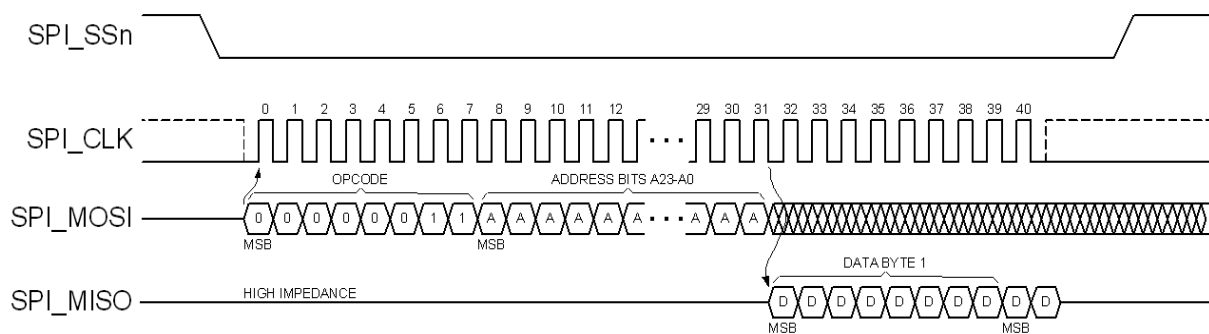 SPI_SSn
0 1 2 3 4 5 6 7 8 9 10 11 12 29 30 31 32 33 34 35 36 37 38 39 40
SPI_CLK
OPCODE ADDRESS BITS A23-A0
SPI_MOSI 0 0 0 0 0 0 1 1 A A A A A A A A A
MSB MSB
DATA BYTE 1
SPI_MISO HIGH IMPEDANCE D D D D D D D D D D
MSB MSB